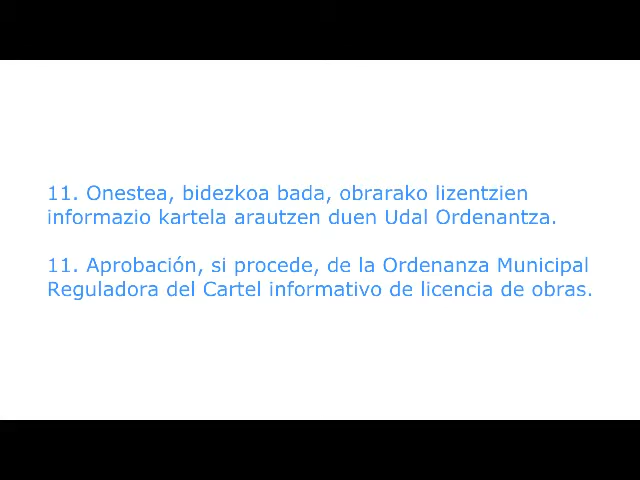 11. Onestea, bidezkoa bada, obrarako lizentzien
informazio kartela arautzen duen Udal Ordenantza.
11. Aprobación, si procede, de la Ordenanza Municipal
Reguladora del Cartel informativo de licencia de obras.